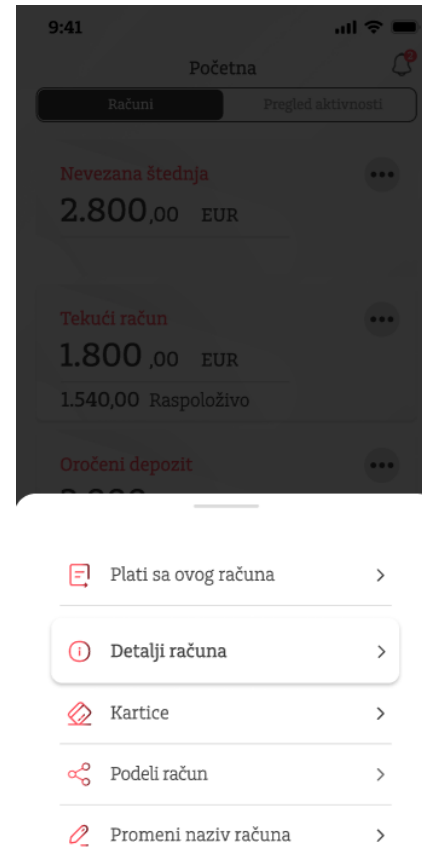 9:41
Početna
2
Računi
Pregled aktivnosti
Nevezana štednja
2.800,00 EUR
Tekući račun
1.800 ,00 EUR
1.540,00 Raspoloživo
Oročeni depozit
Plati sa ovog računa
Detalji računa
Kartice
Podeli račun
Promeni naziv računa